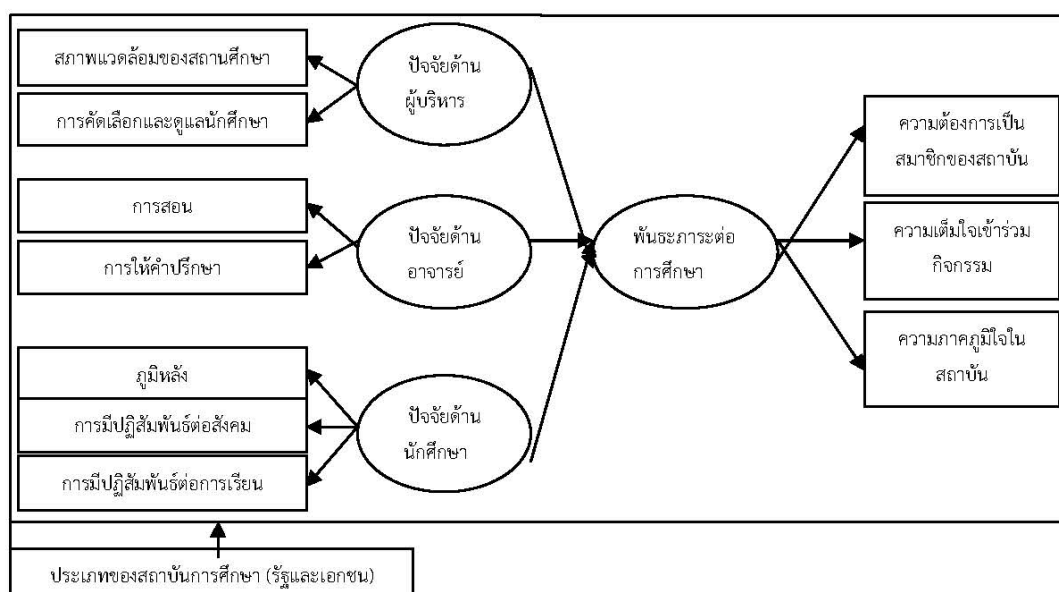 สภาพแวดล้อมของสถานศึกษา
การคัดเลือกและดูแลนักศึกษา
ปัจจัยด้าน
ผู้บริหาร
การสอน
การให้คำปรึกษา
ปัจจัยด้าน
อาจารย์
ภูมิหลัง
การมีปฏิสัมพันธ์ต่อสังคม
การมีปฏิสัมพันธ์ต่อการเรียน
ปัจจัยด้าน
นักศึกษา
พันธะภาระต่อ
การศึกษา
ความต้องการเป็น
สมาชิกของสถาบัน
ความเต็มใจเข้าร่วม
กิจกรรม
ความภาคภูมิใจใน
สถาบัน
ประเภทของสถาบันการศึกษา (รัฐและเอกชน)